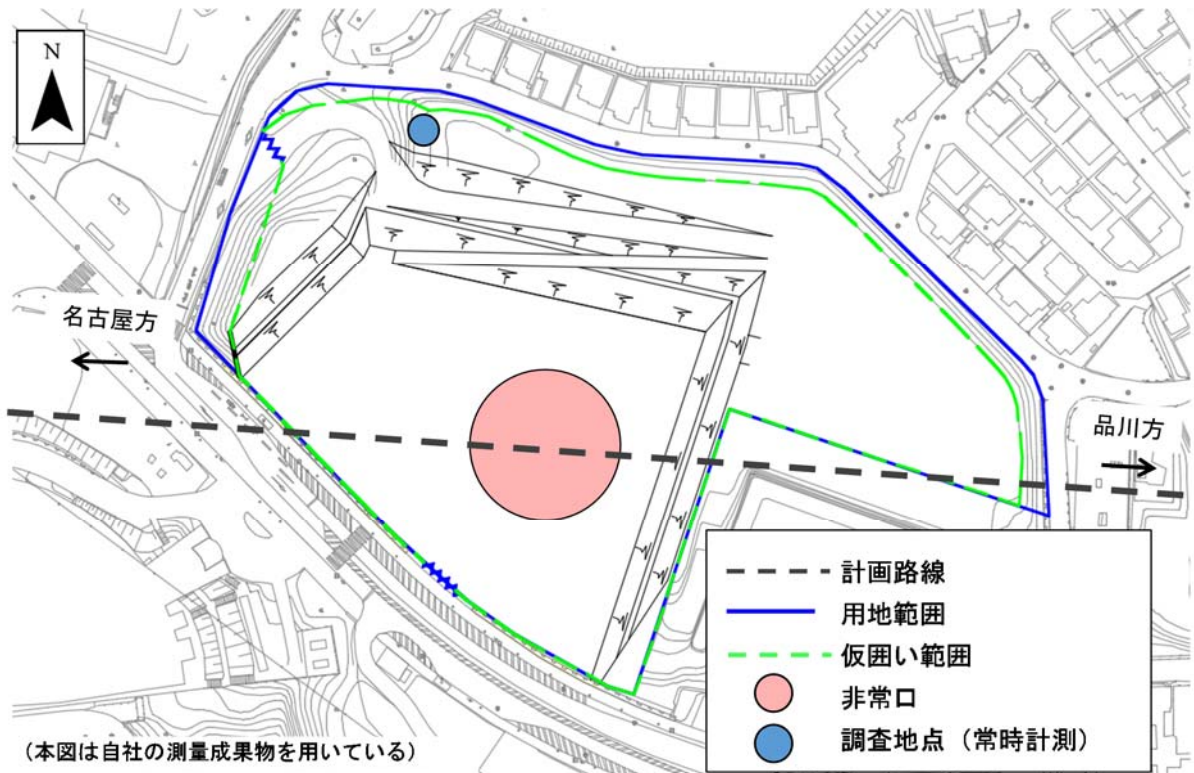 N
名古屋方
品川方
計画路線
用地範囲
仮囲い範囲
非常口
調査地点（常時計測）
（本図は自社の測量成果物を用いている）